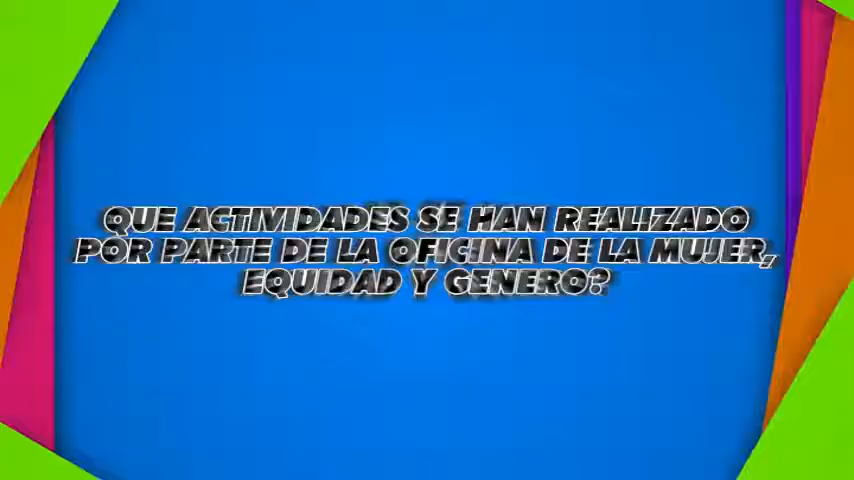 QUE ACTIVIDADES SE HAN REALIZADO
POR PARTE DE LA OFICINA DE LA MUJER,
EQUIDAD Y GENERO?